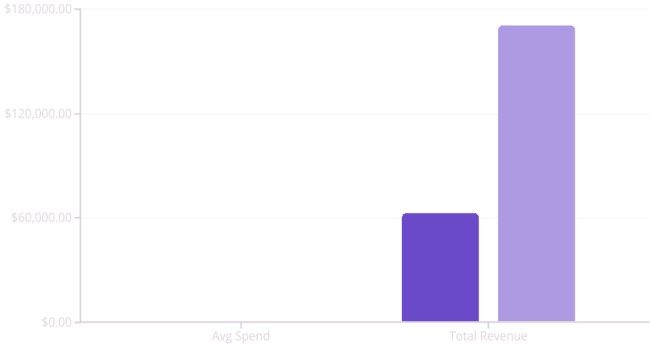 $180,000.00
$120,000.00
$60,000.00
$0.00
Avg Spend
Total Revenue